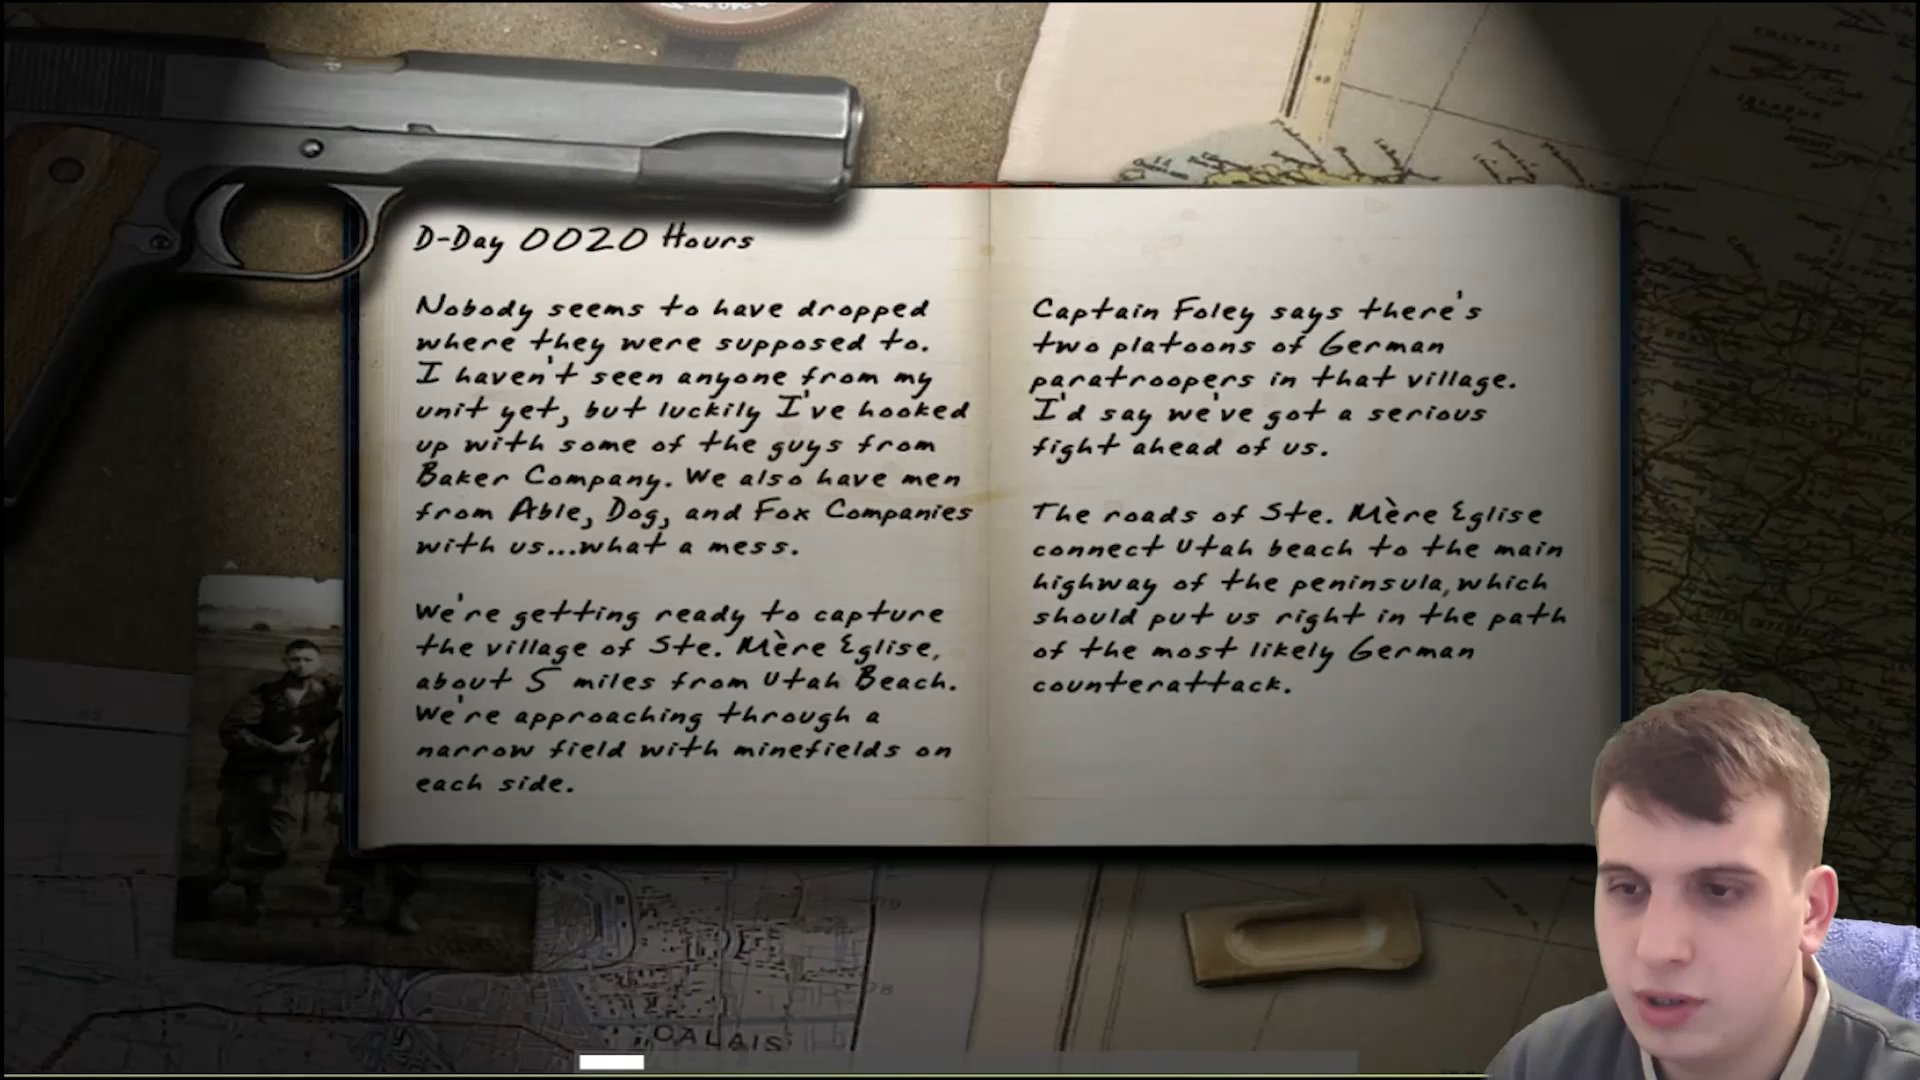 D-Day 0020 Hours
Nobody seems to have dropped
where they were supposed to.
I haven't seen anyone from my
unit yet, but luckily I've hooked
up with some of the guys from
Baker Company. We also have men
from Able, Dog, and Fox Companies
with us...what a mess.
We're getting ready to capture
the village of Ste. Mère Eglise,
about 5 miles from Utah Beach.
We're approaching through a
narrow field with minefields on
each side.
Captain Foley says there's
two platoons of German
paratroopers in that village.
I'd say we've got a serious
fight ahead of us.
The roads of Ste. Mère Eglise
connect Utah beach to the main
highway of the peninsula, which
should put us right in the path
of the most likely German
counterattack.
CALAIS